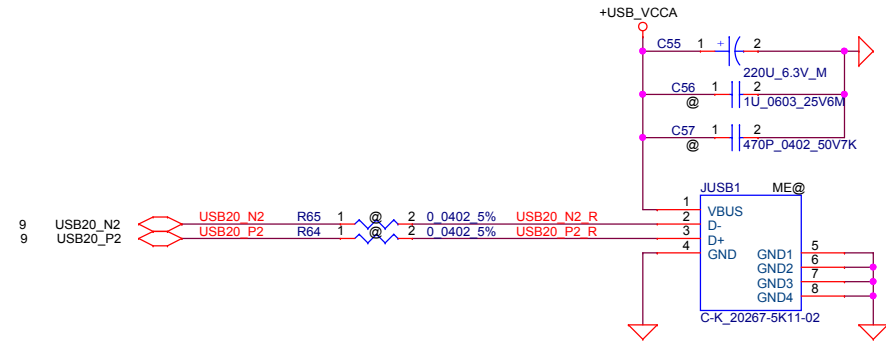 +USB_VCCA
C55 1 + 2
220U_6.3V_M
C56 1 2
@ 1U_0603_25V6M
C57 1 2
@ 470P_0402_50V7K
JUSB1 ME@
1 VBUS
9 USB20_N2 USB20_N2 R65 1 @ 2 0_0402_5% USB20_N2_R 2 D-
9 USB20_P2 USB20_P2 R64 1 @ 2 0_0402_5% USB20_P2_R 3 D+
4 GND GND1 5
GND2 6
GND3 7
GND4 8
C-K_20267-5K11-02